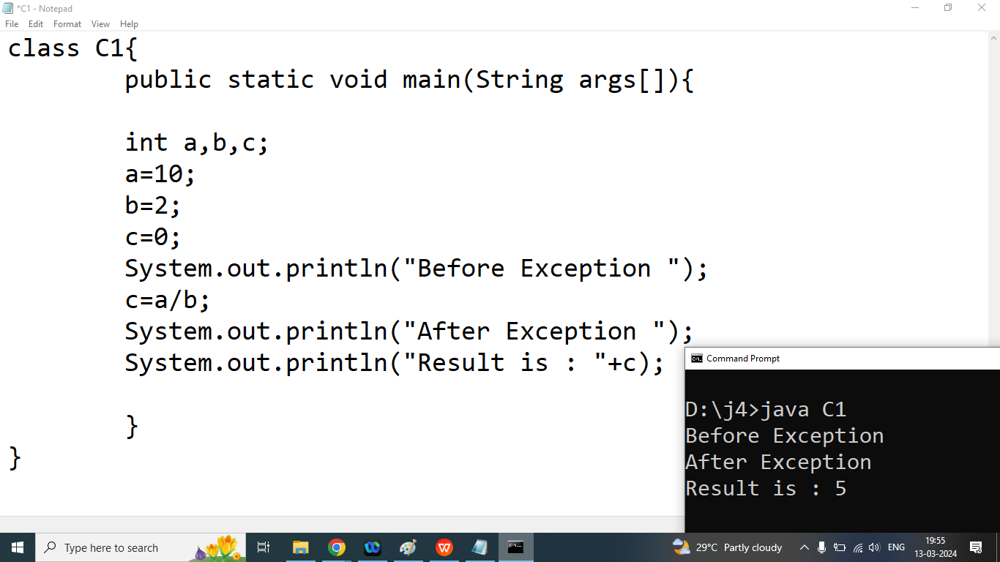 *C1 - Notepad
File Edit Format View Help
class C1{
public static void main(String args[]){
int a,b,c;
a=10;
b=2;
c=0;
System.out.println("Before Exception ");
c=a/b;
System.out.println("After Exception ");
System.out.println("Result is : "+c);
}
}
Command Prompt
D:\j4>java C1
Before Exception
After Exception
Result is : 5
Type here to search
29°C Partly cloudy
ENG
19:55
13-03-2024